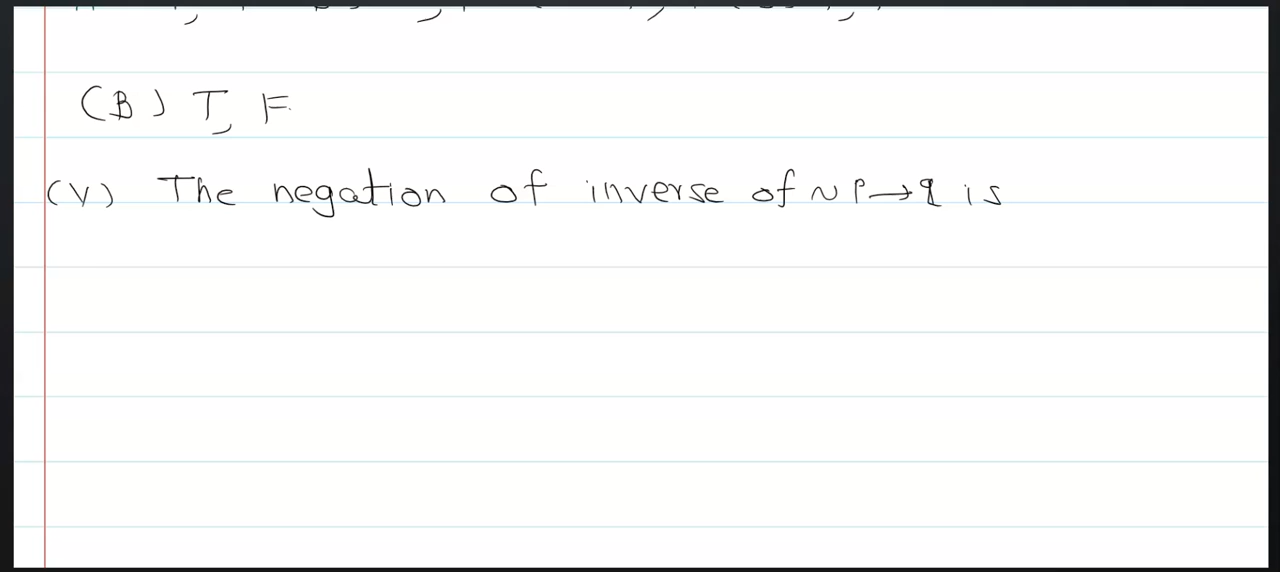 (B) T, F.
(V) The negation of inverse of ~p→q is